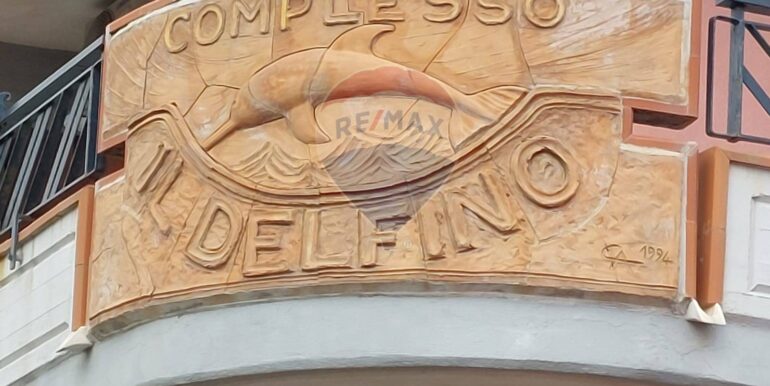 COMPLESSO
RE/MAX
IL DELFINO
1994